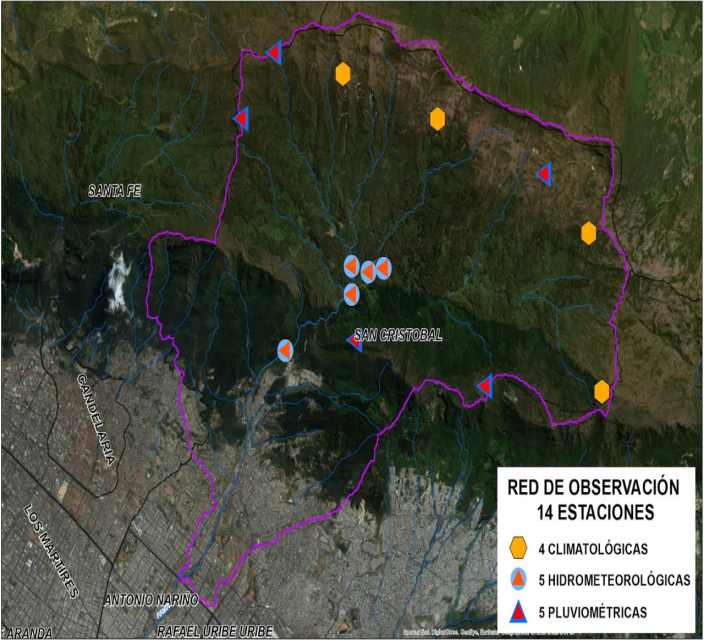 SANTA FE
SAN CRISTOBAL
CANDELARIA
LOS MARTIRES
ANTONIO NARIÑO
RAFAEL URIBE URIBE
ARANDA
RED DE OBSERVACIÓN
14 ESTACIONES
4 CLIMATOLÓGICAS
5 HIDROMETEOROLÓGICAS
5 PLUVIOMÉTRICAS